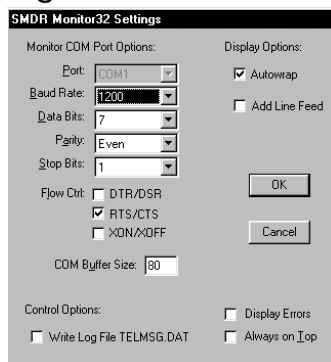 SMDR Monitor32 Settings
Monitor COM Port Options:
Port: COM1
Baud Rate: 1200
Data Bits: 7
Parity: Even
Stop Bits: 1
Flow Ctrl: DTR/DSR
RTS/CTS
XON/XOFF
COM Buffer Size: 80
Control Options:
Write Log File TELMSG.DAT
Display Options:
Autowrap
Add Line Feed
OK
Cancel
Display Errors
Always on Top